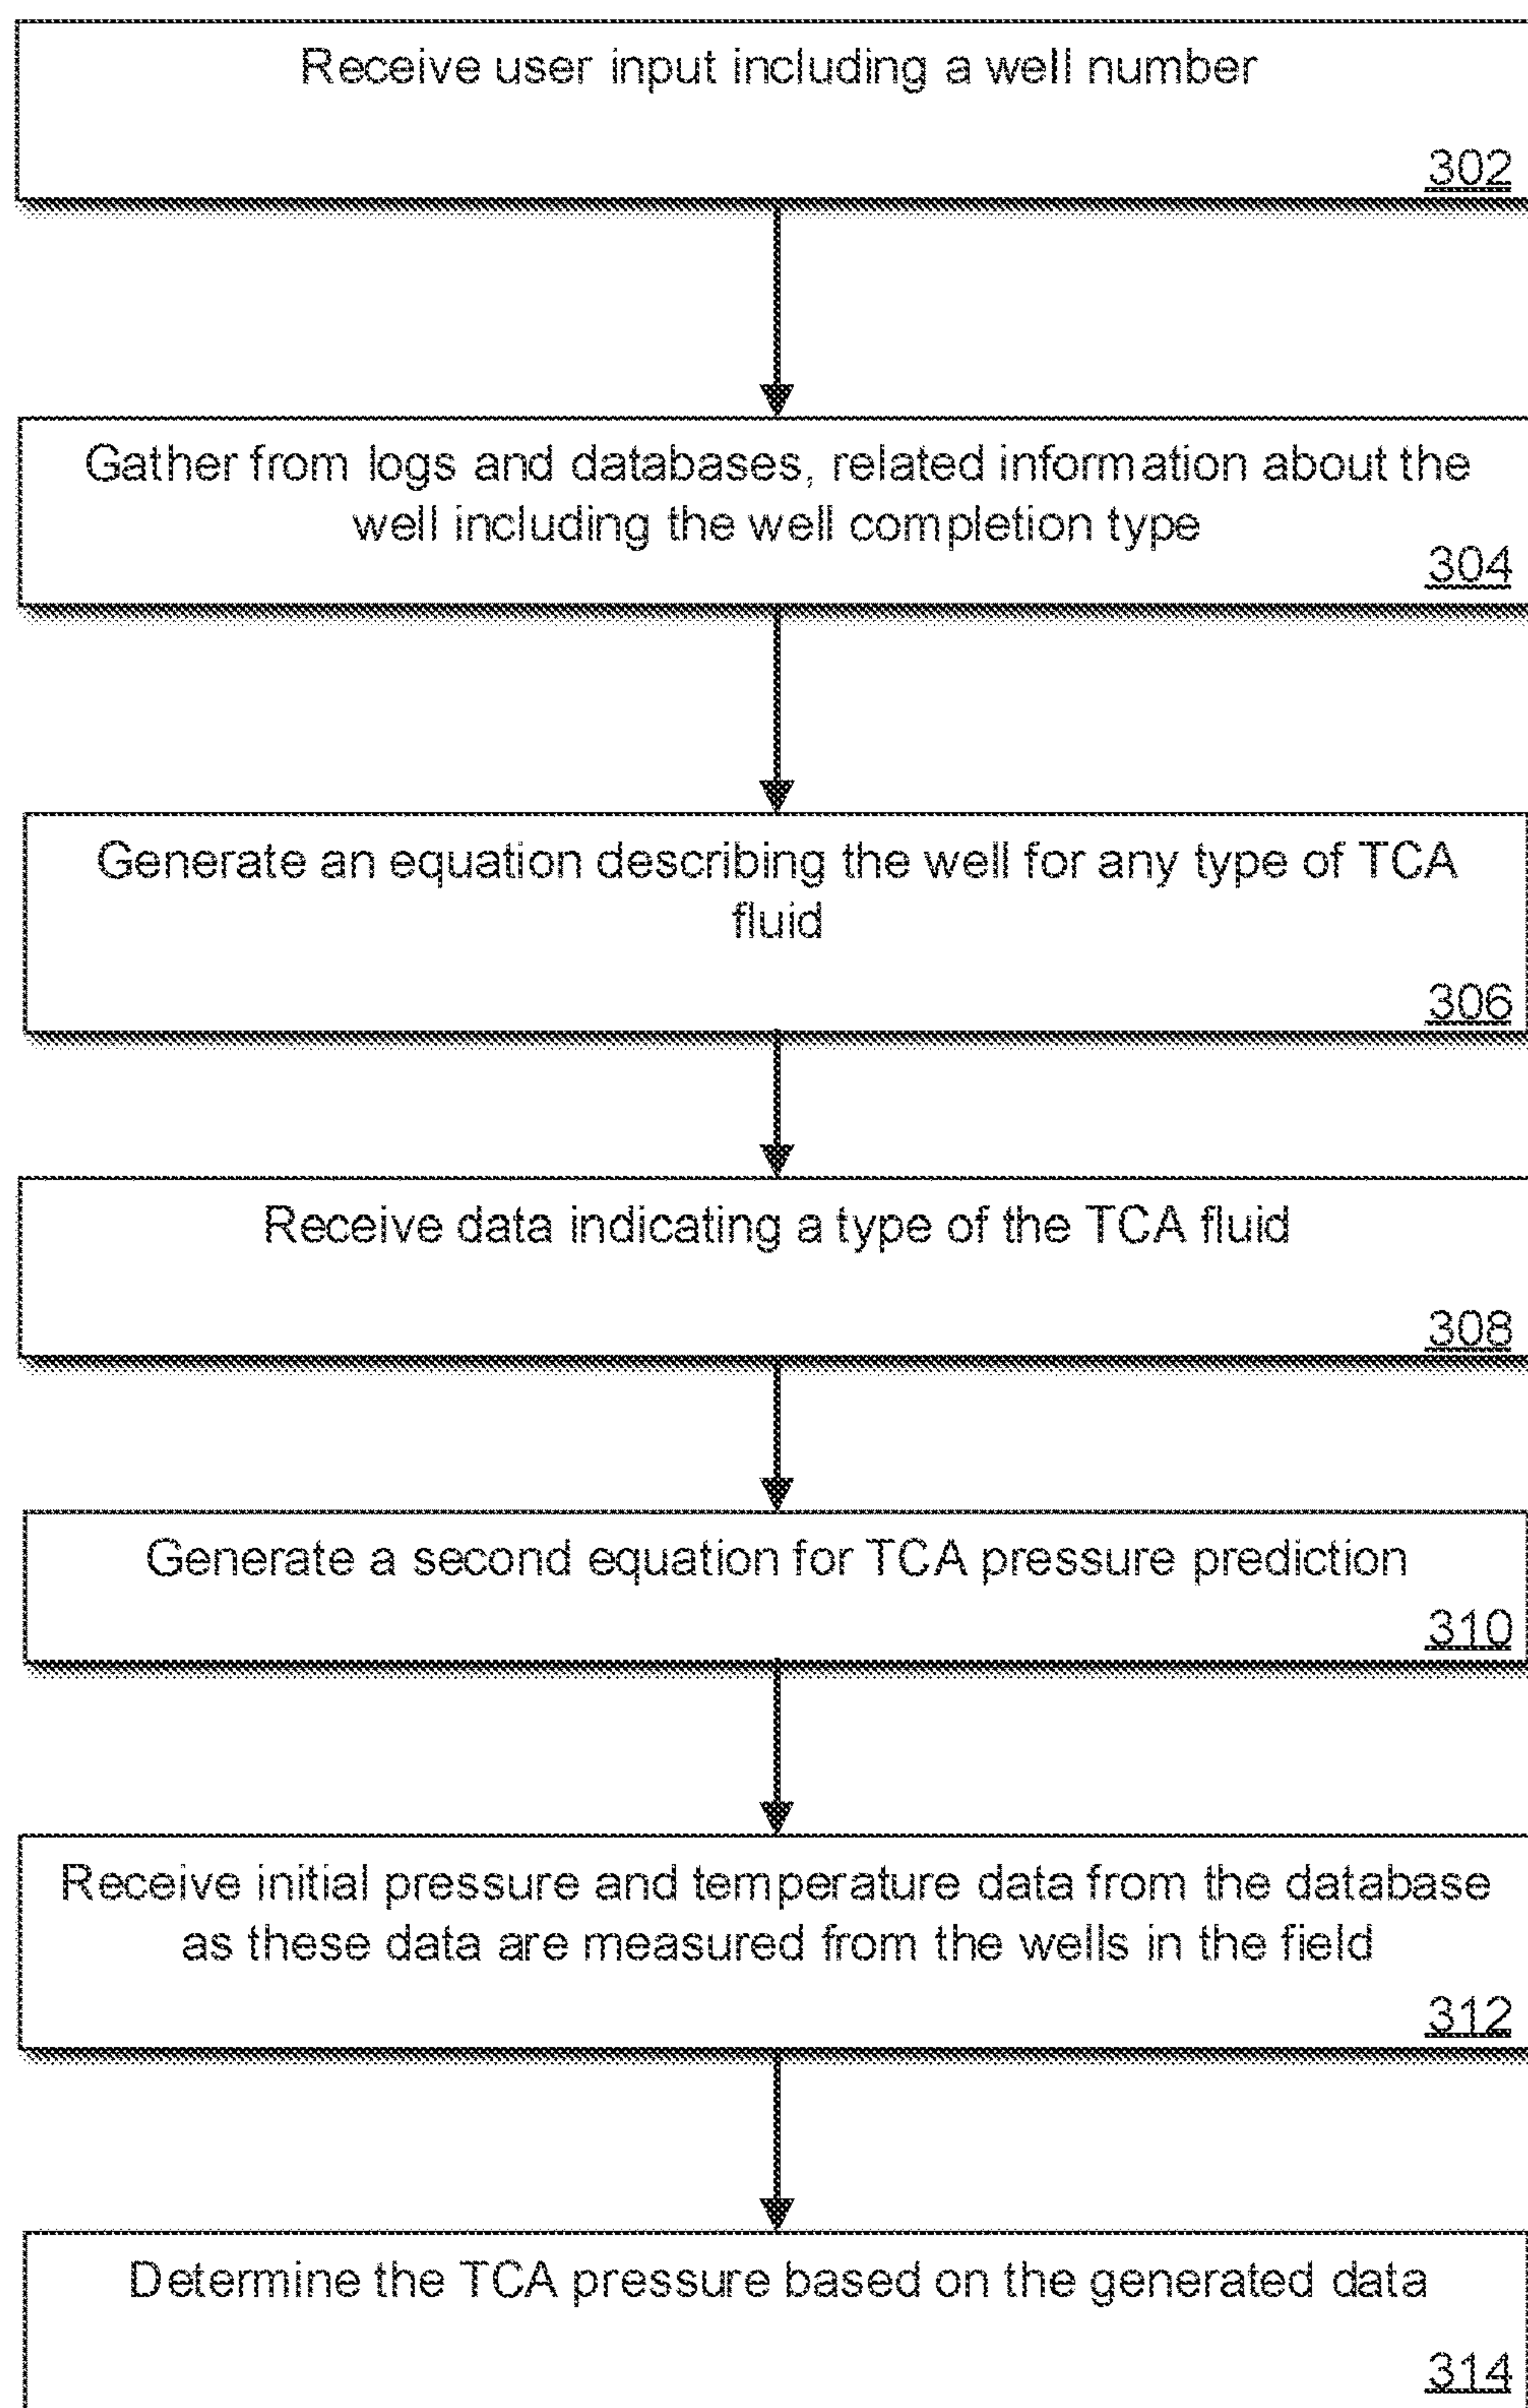 Receive user input including a well number
302
Gather from logs and databases, related information about the
well including the well completion type
304
Generate an equation describing the well for any type of TCA
fluid
306
Receive data indicating a type of the TCA fluid
308
Generate a second equation for TCA pressure prediction
310
Receive initial pressure and temperature data from the database
as these data are measured from the wells in the field
312
Determine the TCA pressure based on the generated data
314